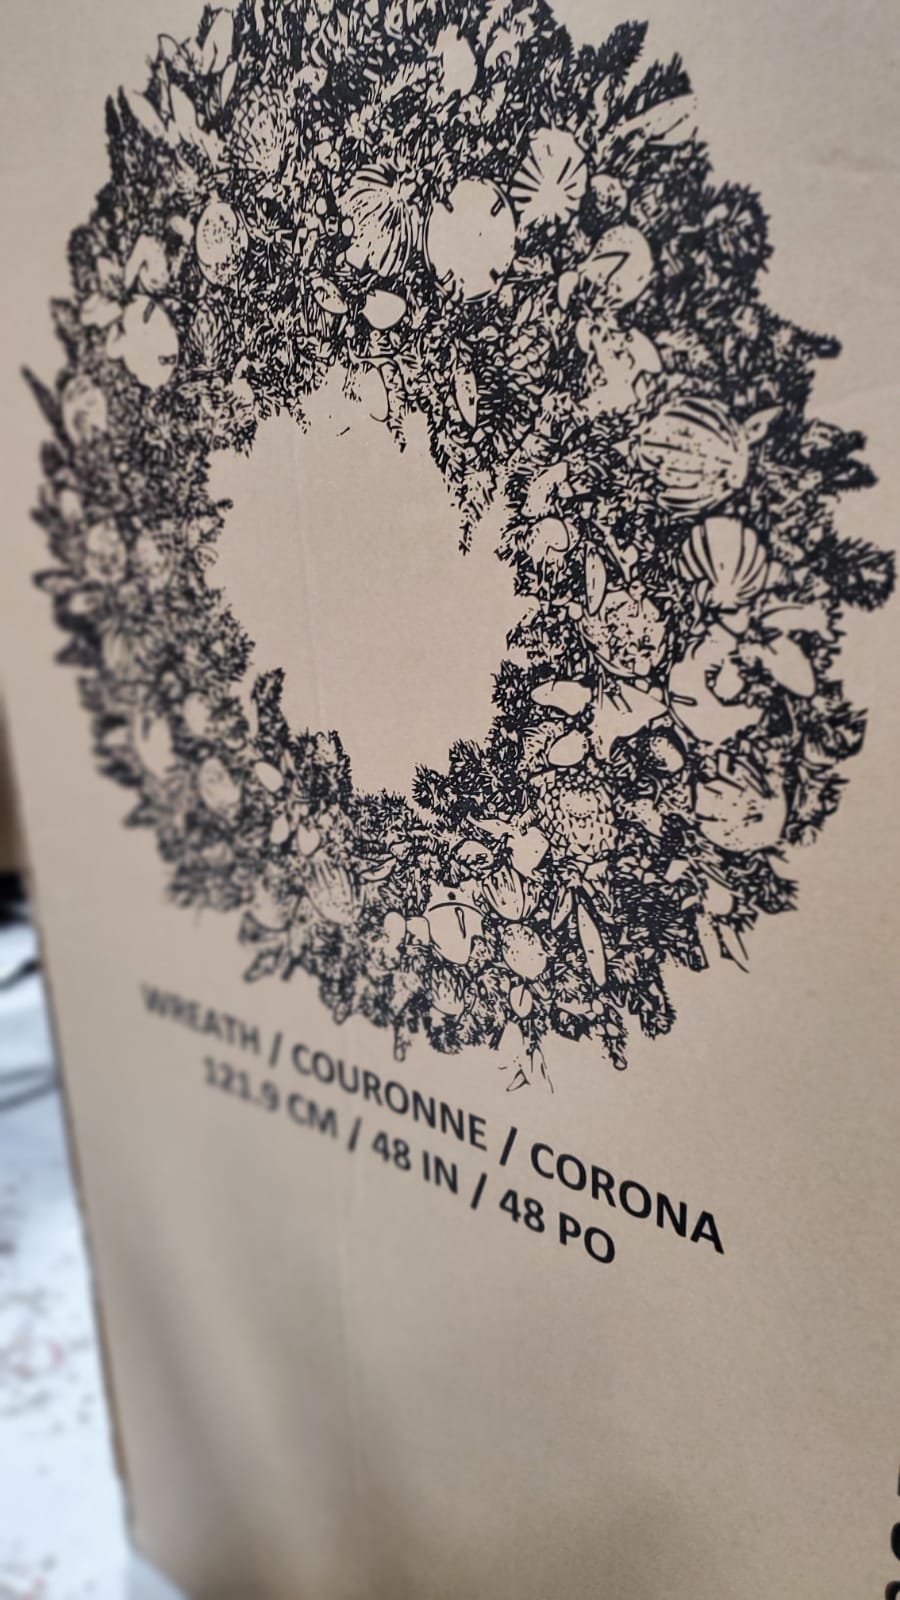 WREATH / COURONNE / CORONA
121.9 CM / 48 IN / 48 PO